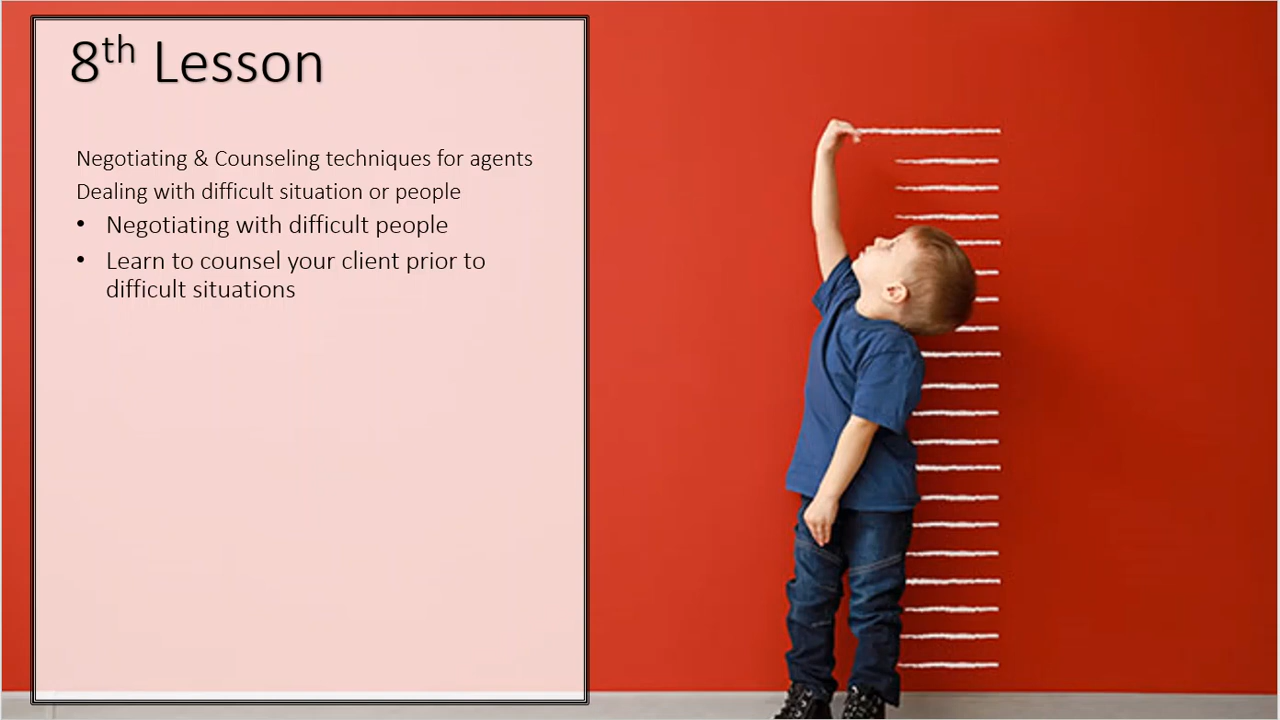 8th Lesson
Negotiating & Counseling techniques for agents
Dealing with difficult situation or people
• Negotiating with difficult people
• Learn to counsel your client prior to
difficult situations